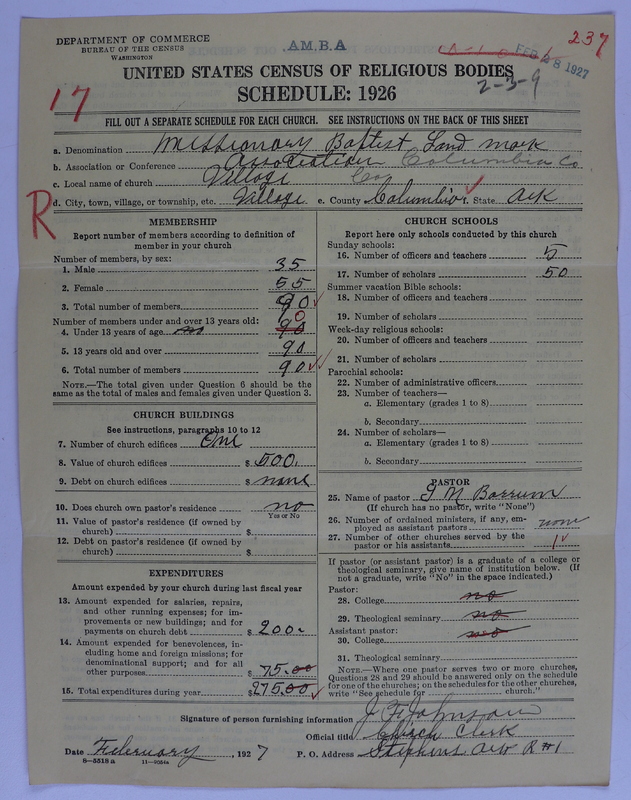 DEPARTMENT OF COMMERCE
BUREAU OF THE CENSUS
WASHINGTON
A.M.B.A
237
FEB 28 1927
2-3-9
UNITED STATES CENSUS OF RELIGIOUS BODIES
SCHEDULE: 1926
17
FILL OUT A SEPARATE SCHEDULE FOR EACH CHURCH. SEE INSTRUCTIONS ON THE BACK OF THIS SHEET
a. Denomination Missionary Baptist Land mark
b. Association or Conference Association Columbia Co
c. Local name of church Village
R
d. City, town, village, or township, etc. Village e. County Columbia f. State Ark
MEMBERSHIP
Report number of members according to definition of
member in your church
Number of members, by sex:
1. Male 35
2. Female 55
3. Total number of members 90 ✓
Number of members under and over 13 years old:
4. Under 13 years of age no 90 0
5. 13 years old and over 90
6. Total number of members 90 ✓✓
NOTE.—The total given under Question 6 should be
same as the total of males and females given under Question 3.
CHURCH BUILDINGS
See instructions, paragraphs 10 to 12
7. Number of church edifices One
8. Value of church edifices $ 500.
9. Debt on church edifices $ none
10. Does church own pastor's residence no
Yes or No
11. Value of pastor's residence (if owned by
church) $
12. Debt on pastor's residence (if owned by
church) $
EXPENDITURES
Amount expended by your church during last fiscal year
13. Amount expended for salaries, repairs,
and other running expenses; for im-
provements or new buildings; and for
payments on church debt $ 200.
14. Amount expended for benevolences, in-
cluding home and foreign missions; for
denominational support; and for all
other purposes $ 75.00
15. Total expenditures during year $ 275.00 ✓
CHURCH SCHOOLS
Report here only schools conducted by this church
Sunday schools:
16. Number of officers and teachers 5
17. Number of scholars 50
Summer vacation Bible schools:
18. Number of officers and teachers
19. Number of scholars
Week-day religious schools:
20. Number of officers and teachers
21. Number of scholars
Parochial schools:
22. Number of administrative officers
23. Number of teachers—
a. Elementary (grades 1 to 8)
b. Secondary
24. Number of scholars—
a. Elementary (grades 1 to 8)
b. Secondary
PASTOR
25. Name of pastor
(If church has no pastor, write "None")
26. Number of ordained ministers, if any, em-
ployed as assistant pastors none
27. Number of other churches served by the
pastor or his assistants 1 ✓
If pastor (or assistant pastor) is a graduate of a college or
theological seminary, give name of institution below. (If
not a graduate, write "No" in the space indicated.)
Pastor:
28. College no
29. Theological seminary no
Assistant pastor: no
30. College
31. Theological seminary
NOTE.—Where one pastor serves two or more churches,
Questions 28 and 29 should be answered only on the schedule
for one of the churches; on the schedules for the other churches,
write "See schedule for church."
Signature of person furnishing information J F Johnson
Official title Church Clerk
Date February, 1927 P. O. Address Stephens Ark R #1
8-5518 a 11-9054a